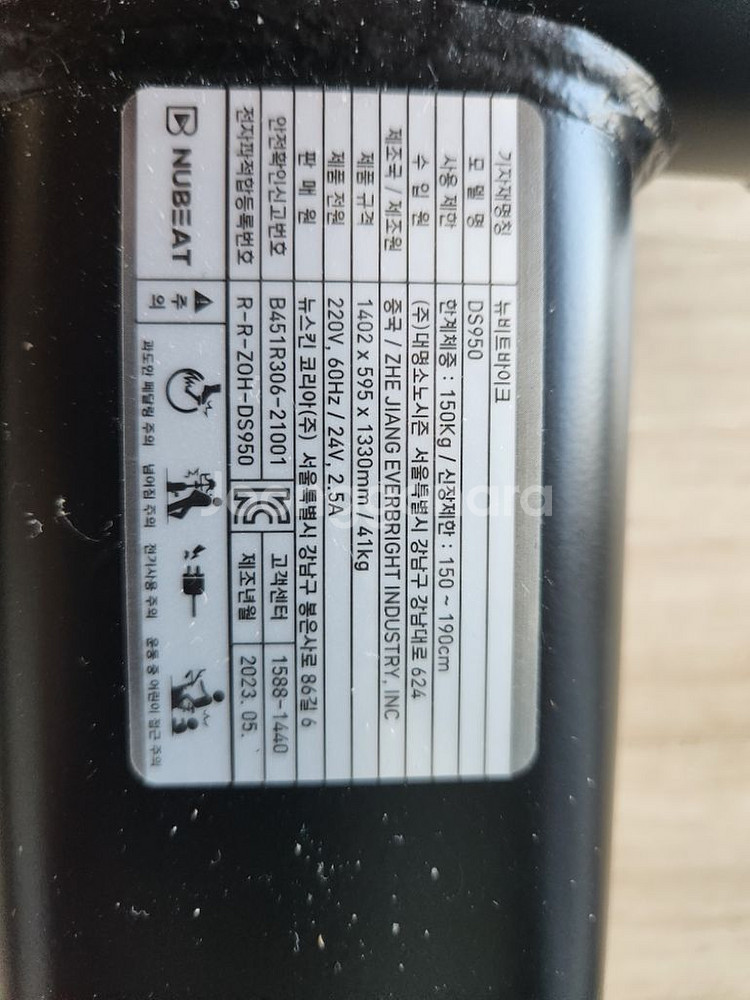 기자재명칭 뉴비트바이크
모델명 DS950
사용 제한 한계체중 : 150Kg / 신장제한 : 150 ~ 190cm
수 입 원 (주)대명소노시즌 서울특별시 강남구 강남대로 624
제조국 / 제조원 중국 / ZHE JIANG EVERBRIGHT INDUSTRY, INC
제품 규격 1402 x 595 x 1330mm / 41kg
제품 전원 220V, 60Hz / 24V, 2.5A
판 매 원 뉴스킨 코리아(주) 서울특별시 강남구 봉은사로 86길 6
안전확인신고번호 B451R306-21001 고객센터 1588-1440
전자파적합등록번호 R-R-ZOH-DS950 제조년월 2023. 05.
NUBEAT 주 의
과도한 페달링 주의 넘어짐 주의 전기사용 주의 운동 중 어린이 접근 주의
Joonggonara